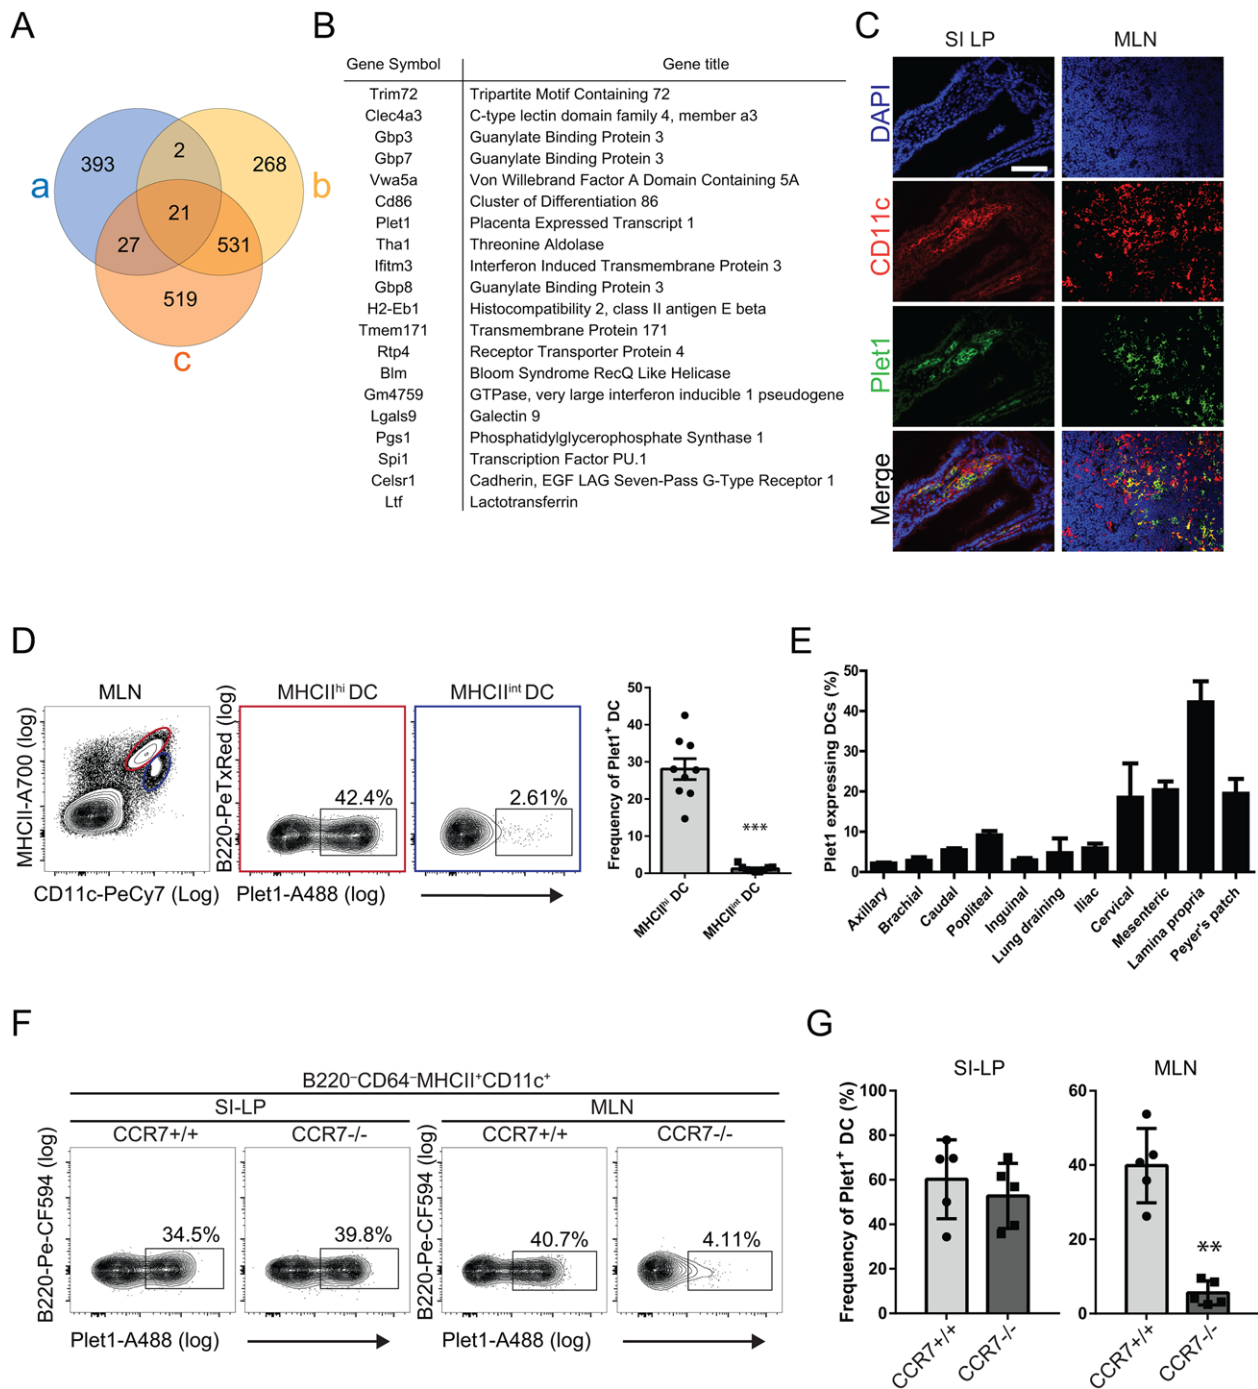 A
393
2
268
a
b
21
27
531
519
c
B
Gene Symbol Gene title
Trim72 Tripartite Motif Containing 72
Clec4a3 C-type lectin domain family 4, member a3
Gbp3 Guanylate Binding Protein 3
Gbp7 Guanylate Binding Protein 3
Vwa5a Von Willebrand Factor A Domain Containing 5A
Cd86 Cluster of Differentiation 86
Plet1 Placenta Expressed Transcript 1
Tha1 Threonine Aldolase
Ifitm3 Interferon Induced Transmembrane Protein 3
Gbp8 Guanylate Binding Protein 3
H2-Eb1 Histocompatibility 2, class II antigen E beta
Tmem171 Transmembrane Protein 171
Rtp4 Receptor Transporter Protein 4
Blm Bloom Syndrome RecQ Like Helicase
Gm4759 GTPase, very large interferon inducible 1 pseudogene
Lgals9 Galectin 9
Pgs1 Phosphatidylglycerophosphate Synthase 1
Spi1 Transcription Factor PU.1
Celsr1 Cadherin, EGF LAG Seven-Pass G-Type Receptor 1
Ltf Lactotransferrin
C
SI LP MLN
DAPI
CD11c
Plet1
Merge
D
MLN
MHCII-A700 (log)
CD11c-PeCy7 (Log)
MHCIIhi DC
B220-PeTxRed (log)
42.4%
Plet1-A488 (log)
MHCIIint DC
2.61%
Frequency of Plet1+ DC
50
40
30
20
10
0
***
MHCIIhi DC
MHCIIint DC
E
Plet1 expressing DCs (%)
50
40
30
20
10
0
Axillary
Brachial
Caudal
Popliteal
Inguinal
Lung draining
Iliac
Cervical
Mesenteric
Lamina propria
Peyer's patch
F
B220–CD64–MHCII+CD11c+
SI-LP MLN
CCR7+/+ CCR7-/- CCR7+/+ CCR7-/-
B220-Pe-CF594 (log)
34.5%
39.8%
B220-Pe-CF594 (log)
40.7%
4.11%
Plet1-A488 (log)
Plet1-A488 (log)
G
SI-LP MLN
Frequency of Plet1+ DC (%)
100
80
60
40
20
0
CCR7+/+
CCR7-/-
60
40
20
0
**
CCR7+/+
CCR7-/-